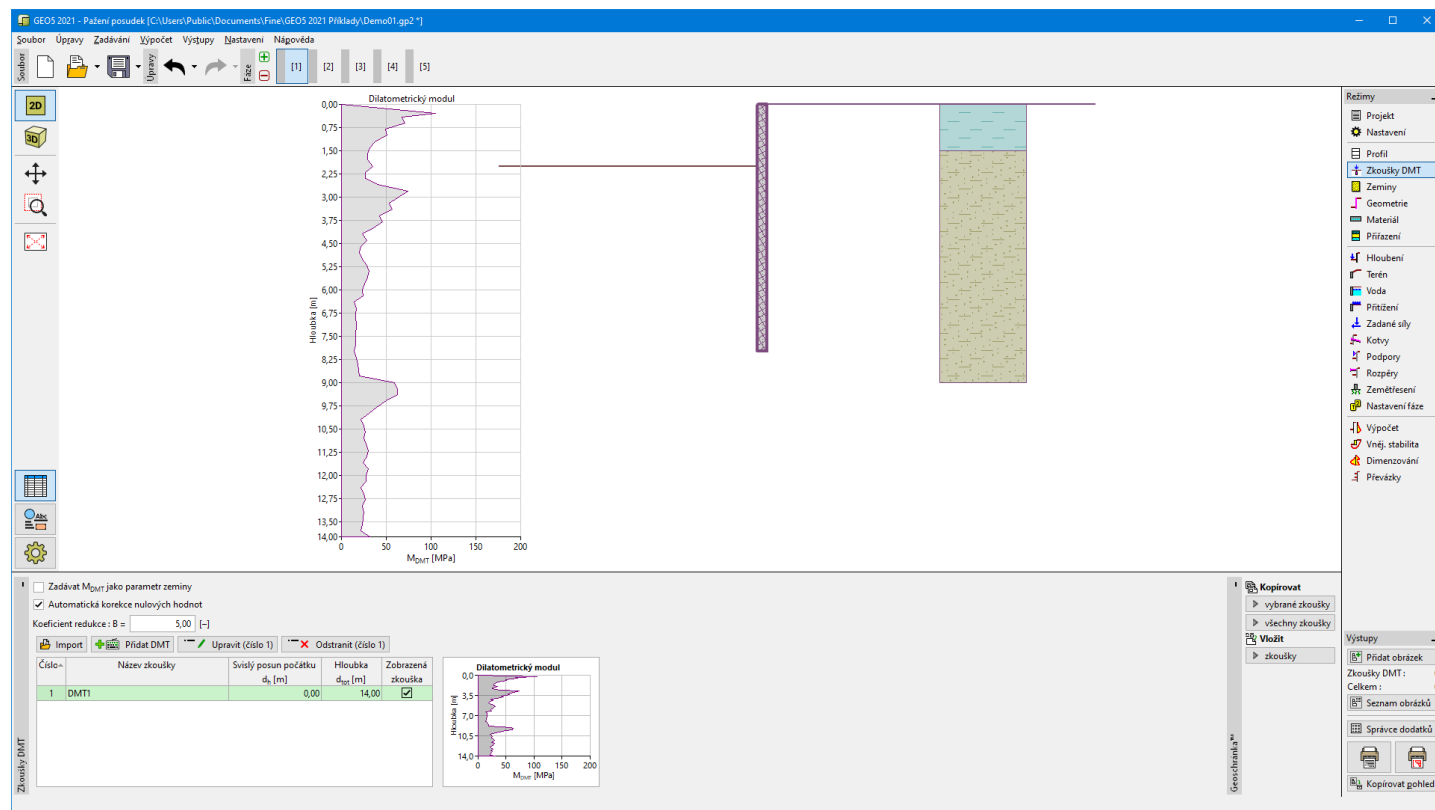 GEO5 2021 - Pažení posudek [C:\Users\Public\Documents\Fine\GEO5 2021 Příklady\Demo01.gp2 *]
Soubor Úpravy Zadávání Výpočet Výstupy Nastavení Nápověda
Soubor
Úpravy
Fáze
[1] [2] [3] [4] [5]
2D
3D
Abc
Dilatometrický modul
0,00
0,75
1,50
2,25
3,00
3,75
4,50
5,25
6,00
6,75
7,50
8,25
9,00
9,75
10,50
11,25
12,00
12,75
13,50
14,00
Hloubka [m]
0 50 100 150 200
MDMT [MPa]
Režimy
Projekt
Nastavení
Profil
Zkoušky DMT
Zeminy
Geometrie
Materiál
Přiřazení
Hloubení
Terén
Voda
Přitížení
Zadané síly
Kotvy
Podpory
Rozpěry
Zemětřesení
Nastavení fáze
Výpočet
Vněj. stabilita
Dimenzování
Převázky
Zkoušky DMT
Zadávat MDMT jako parametr zeminy
Automatická korekce nulových hodnot
Koeficient redukce : B = 5,00 [–]
Import Přidat DMT Upravit (číslo 1) Odstranit (číslo 1)
Číslo Název zkoušky Svislý posun počátku Hloubka Zobrazená
dh [m] dtot [m] zkouška
1 DMT1 0,00 14,00
Dilatometrický modul
0,0
3,5
7,0
10,5
14,0
Hloubka [m]
0 50 100 150 200
MDMT [MPa]
Geoschránka™
Kopírovat
vybrané zkoušky
všechny zkoušky
Vložit
zkoušky
Výstupy
Přidat obrázek
Zkoušky DMT :
Celkem :
Seznam obrázků
Správce dodatků
Kopírovat pohled